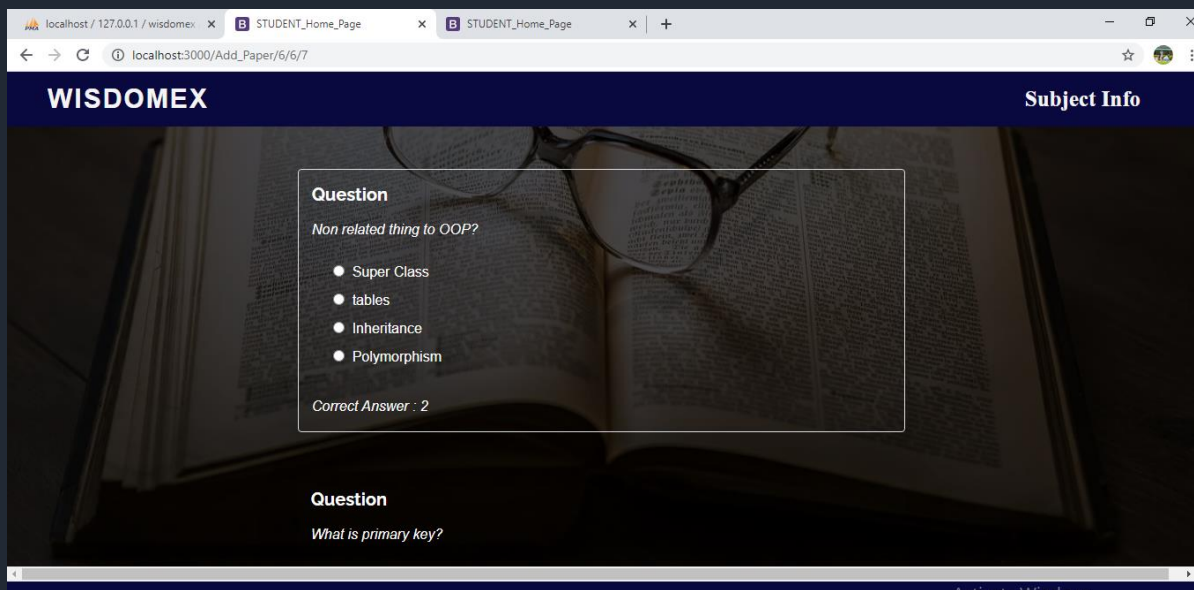 localhost / 127.0.0.1 / wisdomex
STUDENT_Home_Page
STUDENT_Home_Page
localhost:3000/Add_Paper/6/6/7
WISDOMEX
Subject Info
Question
Non related thing to OOP?
Super Class
tables
Inheritance
Polymorphism
Correct Answer : 2
Question
What is primary key?